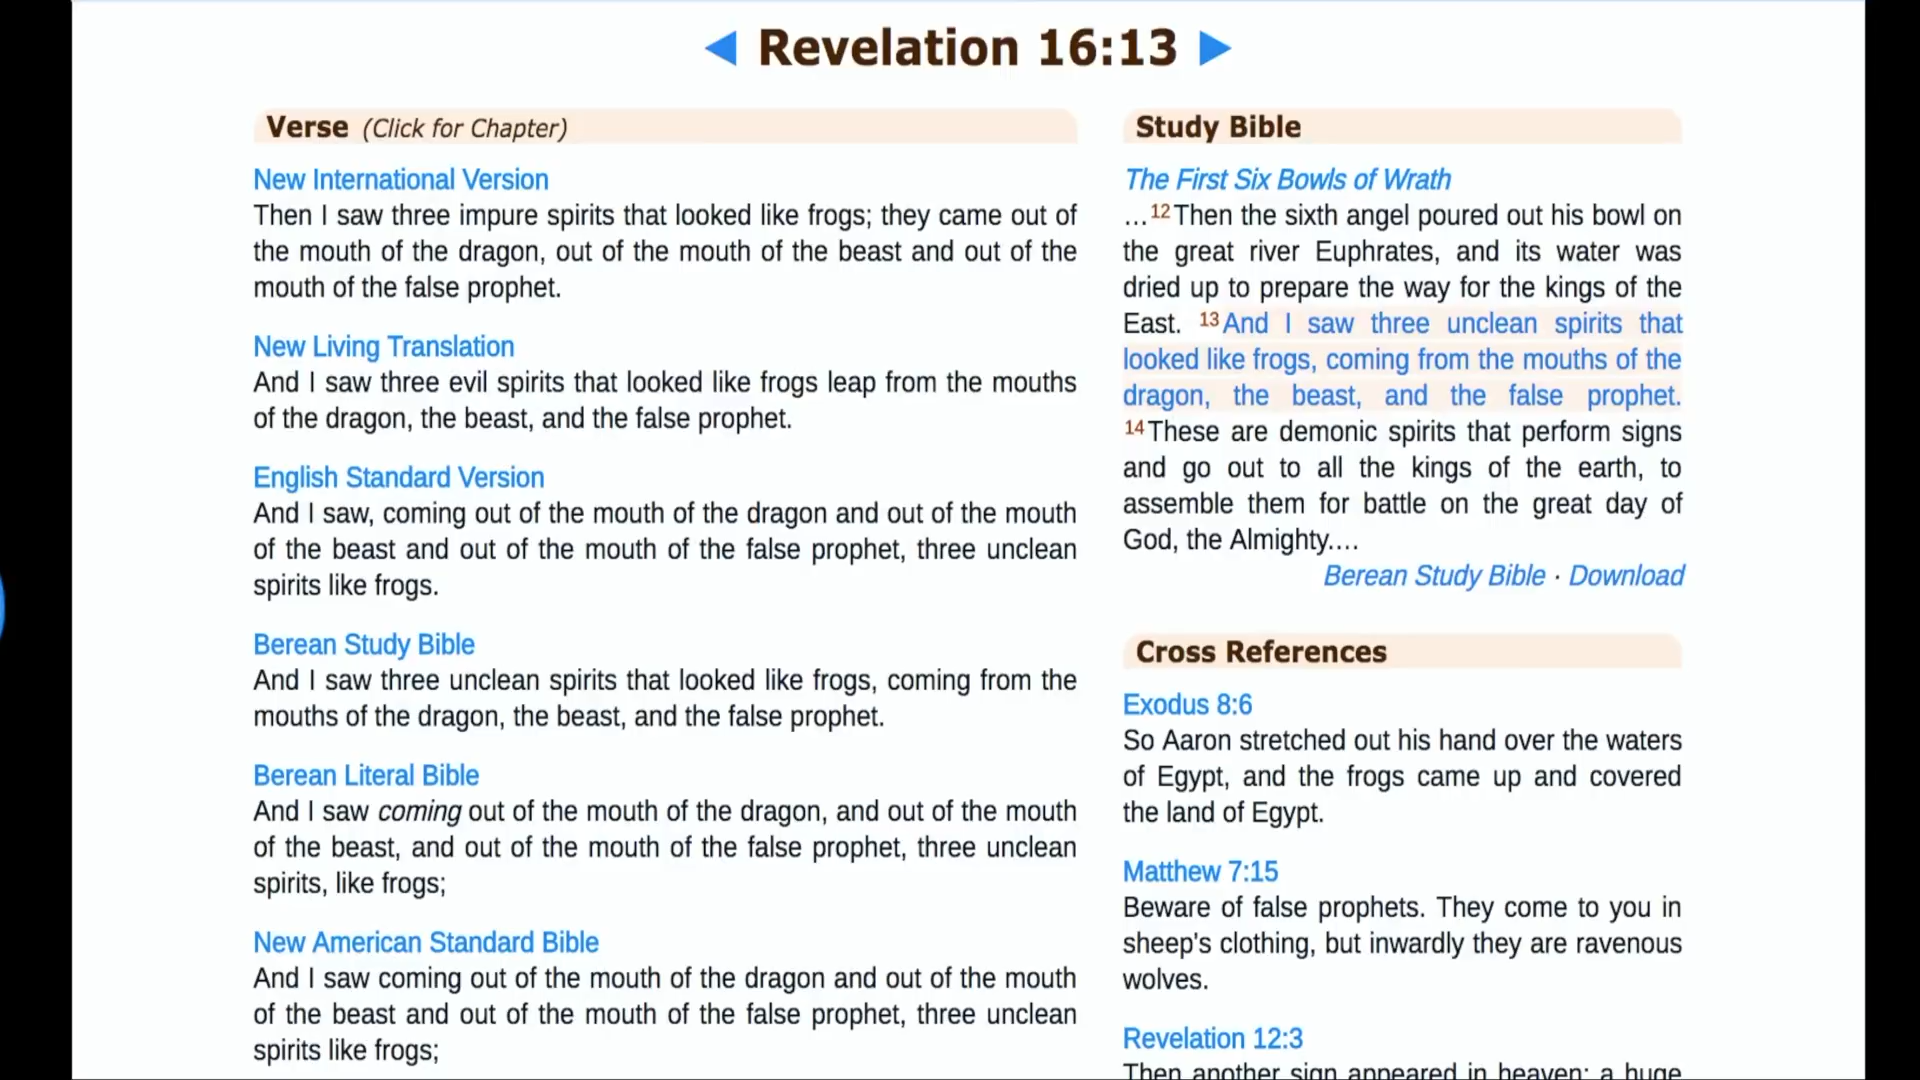 Revelation 16:13
Verse (Click for Chapter)
New International Version
Then I saw three impure spirits that looked like frogs; they came out of
the mouth of the dragon, out of the mouth of the beast and out of the
mouth of the false prophet.
New Living Translation
And I saw three evil spirits that looked like frogs leap from the mouths
of the dragon, the beast, and the false prophet.
English Standard Version
And I saw, coming out of the mouth of the dragon and out of the mouth
of the beast and out of the mouth of the false prophet, three unclean
spirits like frogs.
Berean Study Bible
And I saw three unclean spirits that looked like frogs, coming from the
mouths of the dragon, the beast, and the false prophet.
Berean Literal Bible
And I saw coming out of the mouth of the dragon, and out of the mouth
of the beast, and out of the mouth of the false prophet, three unclean
spirits, like frogs;
New American Standard Bible
And I saw coming out of the mouth of the dragon and out of the mouth
of the beast and out of the mouth of the false prophet, three unclean
spirits like frogs;
Study Bible
The First Six Bowls of Wrath
…12Then the sixth angel poured out his bowl on
the great river Euphrates, and its water was
dried up to prepare the way for the kings of the
East. 13And I saw three unclean spirits that
looked like frogs, coming from the mouths of the
dragon, the beast, and the false prophet.
14These are demonic spirits that perform signs
and go out to all the kings of the earth, to
assemble them for battle on the great day of
God, the Almighty.…
Berean Study Bible · Download
Cross References
Exodus 8:6
So Aaron stretched out his hand over the waters
of Egypt, and the frogs came up and covered
the land of Egypt.
Matthew 7:15
Beware of false prophets. They come to you in
sheep's clothing, but inwardly they are ravenous
wolves.
Revelation 12:3
Then another sign appeared in heaven: a huge